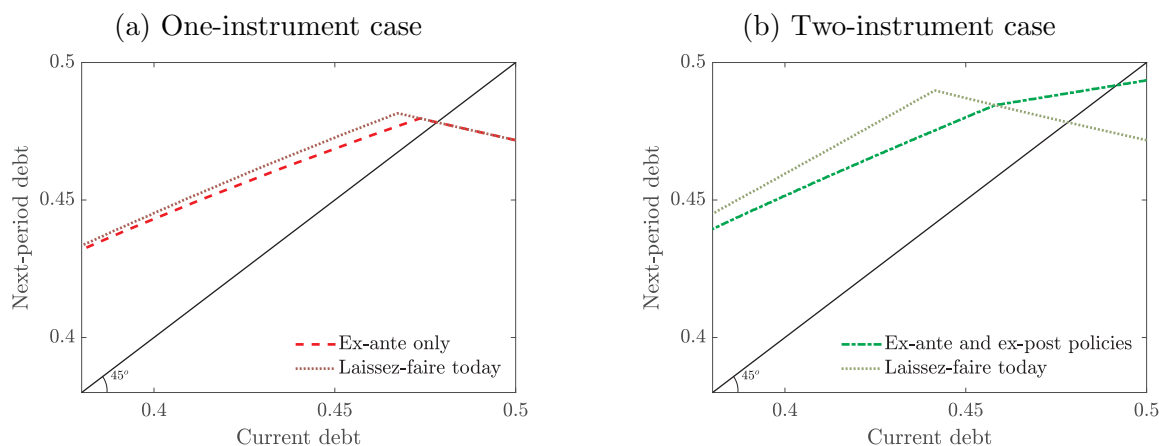 (a) One-instrument case
0.5
0.45
0.4
Next-period debt
45º
Ex-ante only
Laissez-faire today
0.4
0.45
0.5
Current debt
(b) Two-instrument case
0.5
0.45
0.4
Next-period debt
45º
Ex-ante and ex-post policies
Laissez-faire today
0.4
0.45
0.5
Current debt